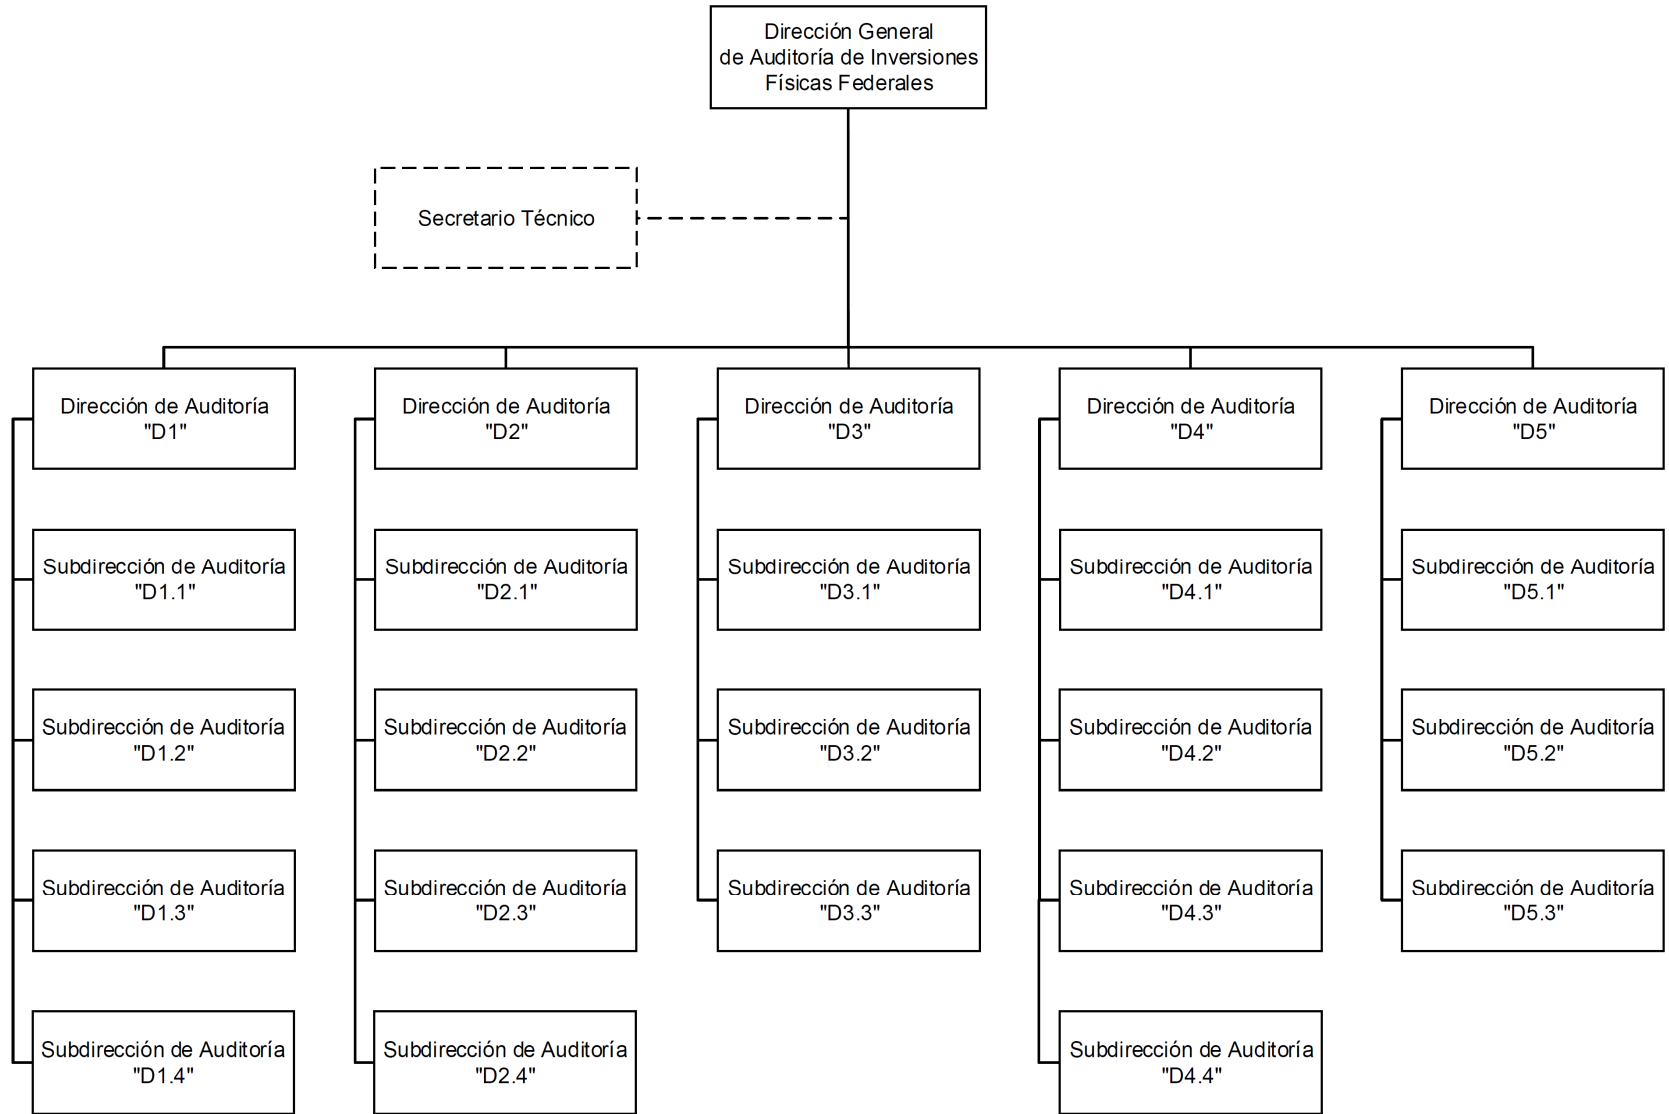 Dirección General
de Auditoría de Inversiones
Físicas Federales
Secretario Técnico
Dirección de Auditoría
"D1"
Dirección de Auditoría
"D2"
Dirección de Auditoría
"D3"
Dirección de Auditoría
"D4"
Dirección de Auditoría
"D5"
Subdirección de Auditoría
"D1.1"
Subdirección de Auditoría
"D2.1"
Subdirección de Auditoría
"D3.1"
Subdirección de Auditoría
"D4.1"
Subdirección de Auditoría
"D5.1"
Subdirección de Auditoría
"D1.2"
Subdirección de Auditoría
"D2.2"
Subdirección de Auditoría
"D3.2"
Subdirección de Auditoría
"D4.2"
Subdirección de Auditoría
"D5.2"
Subdirección de Auditoría
"D1.3"
Subdirección de Auditoría
"D2.3"
Subdirección de Auditoría
"D3.3"
Subdirección de Auditoría
"D4.3"
Subdirección de Auditoría
"D5.3"
Subdirección de Auditoría
"D1.4"
Subdirección de Auditoría
"D2.4"
Subdirección de Auditoría
"D4.4"